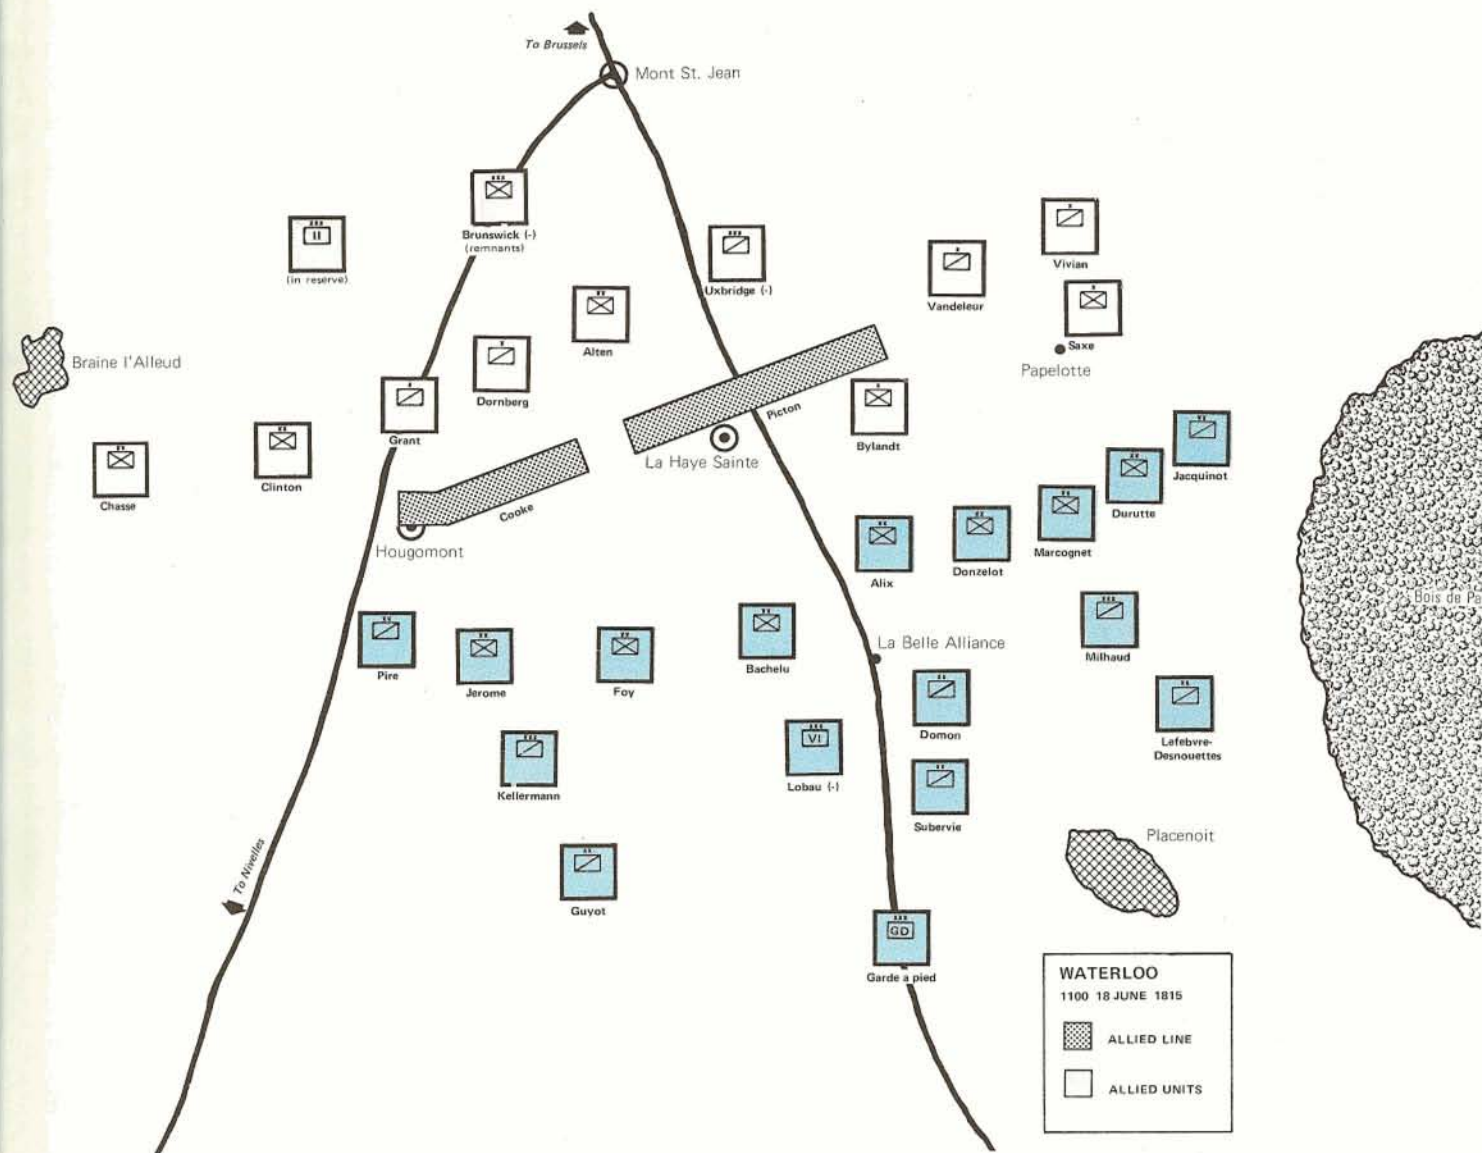 To Brussels
Mont St. Jean
Brunswick (-)
(remnants)
II
(in reserve)
Uxbridge (-)
Vivian
Vandeleur
Saxe
Papelotte
Alten
Braine l'Alleud
Dornberg
Grant
Picton
Bylandt
La Haye Sainte
Clinton
Chasse
Cooke
Hougomont
Jacquinot
Durutte
Marcognet
Donzelot
Alix
Bois de Pa
La Belle Alliance
Milhaud
Pire
Jerome
Foy
Bachelu
Domon
Lefebvre-
Desnouettes
VI
Lobau (-)
Kellermann
Subervie
Placenoit
To Nivelles
Guyot
GD
Garde a pied
WATERLOO
1100 18 JUNE 1815
ALLIED LINE
ALLIED UNITS